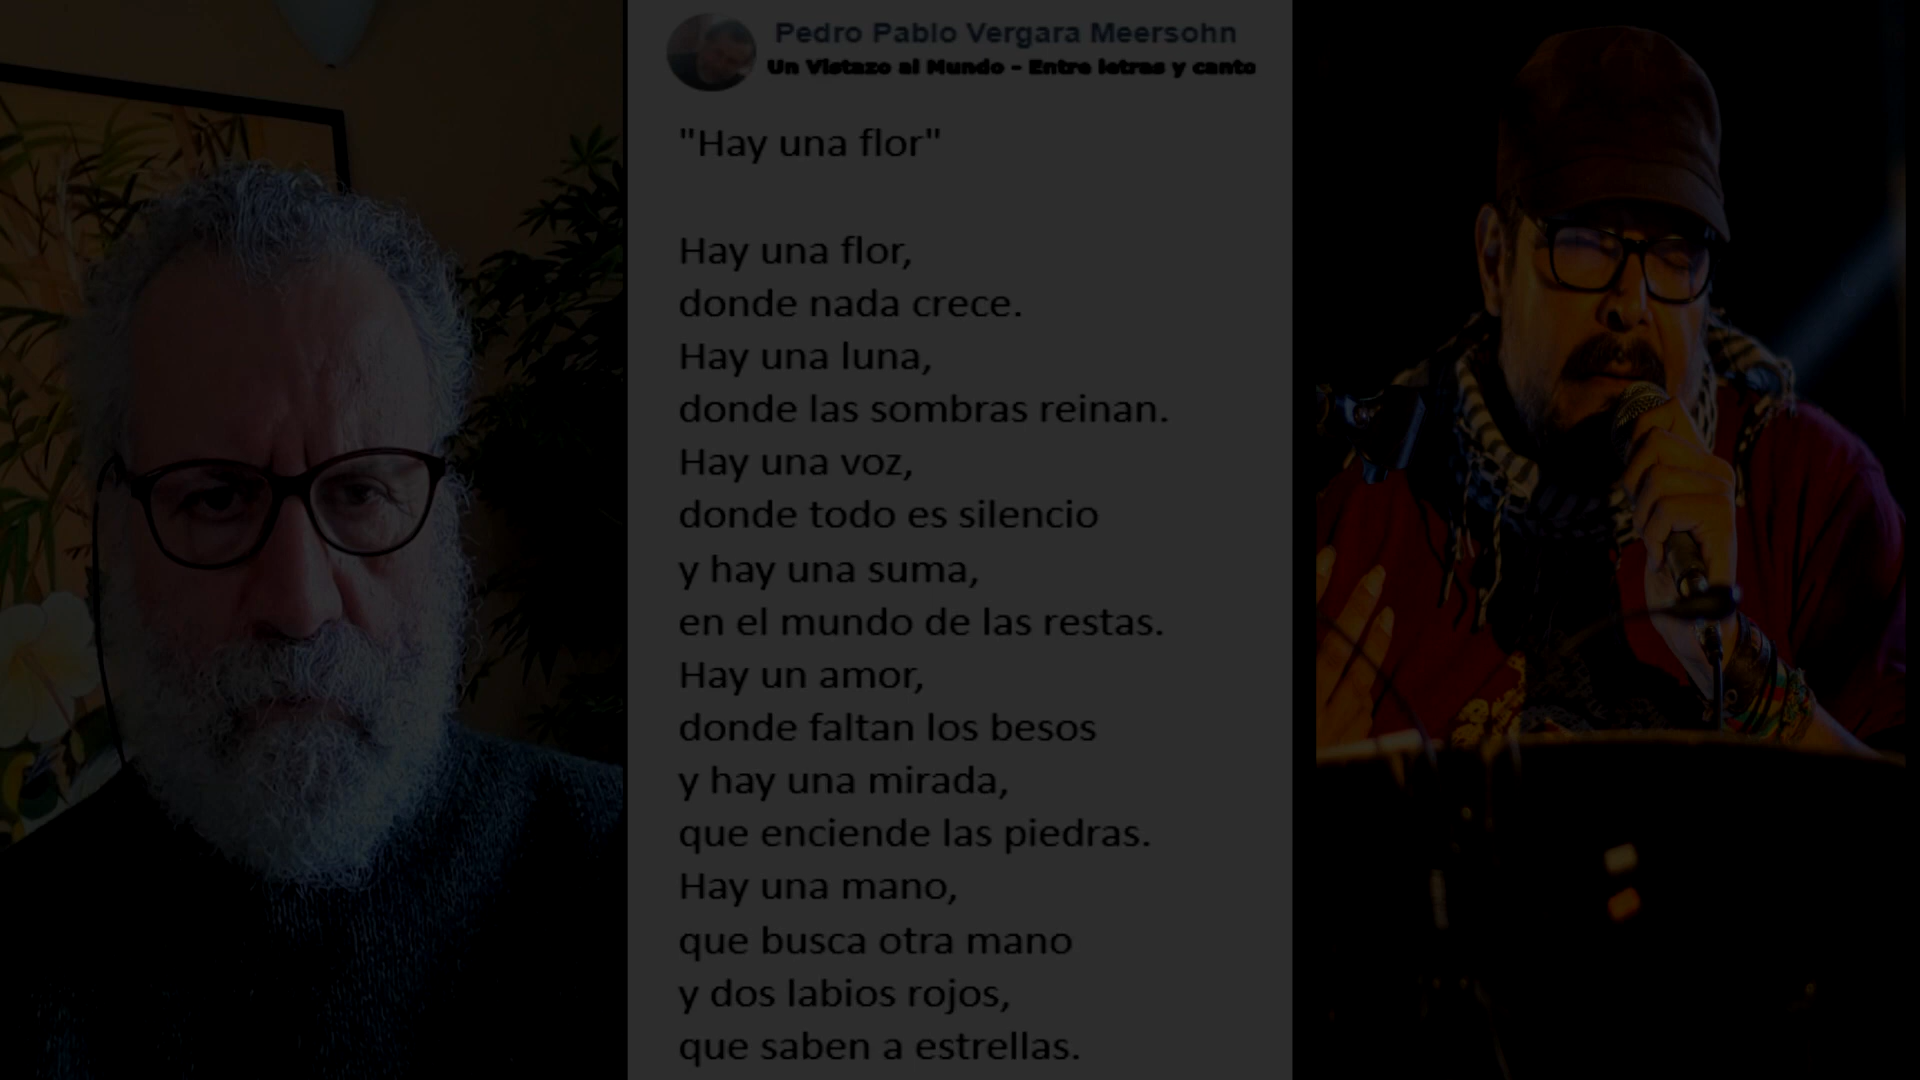 Pedro Pablo Vergara Meersohn
Un Vistazo al Mundo - Entre letras y canto
"Hay una flor"
Hay una flor,
donde nada crece.
Hay una luna,
donde las sombras reinan.
Hay una voz,
donde todo es silencio
y hay una suma,
en el mundo de las restas.
Hay un amor,
donde faltan los besos
y hay una mirada,
que enciende las piedras.
Hay una mano,
que busca otra mano
y dos labios rojos,
que saben a estrellas.